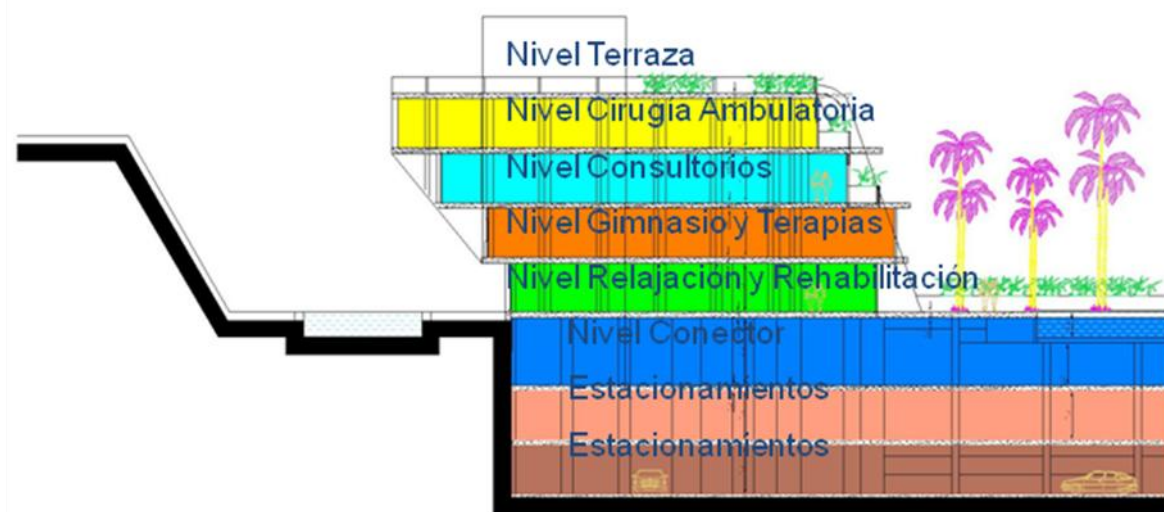 Nivel Terraza
Nivel Cirugia Ambulatoria
Nivel Consultorios
Nivel Gimnasio y Terapias
Nivel Relajación y Rehabilitación
Nivel Conector
Estacionamientos
Estacionamientos